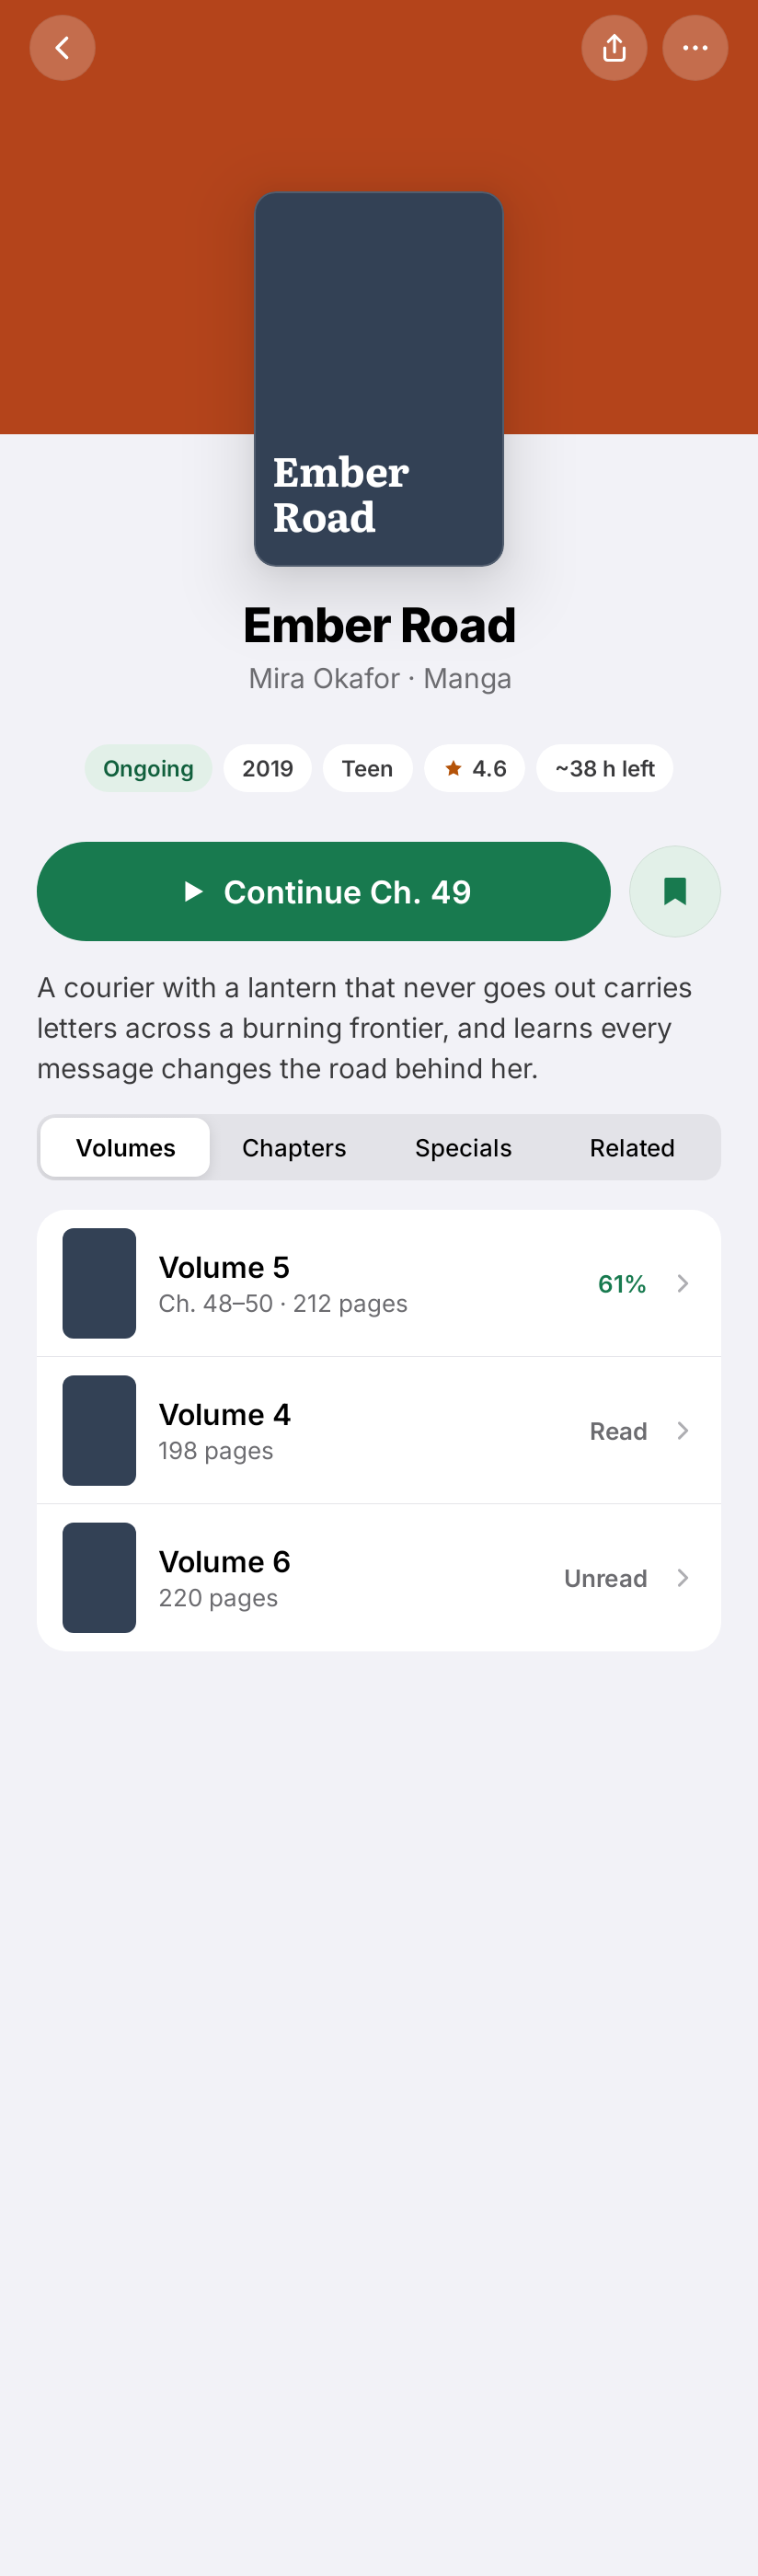 Ember
Road
Ember Road
Mira Okafor · Manga
Ongoing 2019 Teen ★ 4.6 ~38 h left
Continue Ch. 49
A courier with a lantern that never goes out carries
letters across a burning frontier, and learns every
message changes the road behind her.
Volumes Chapters Specials Related
Volume 5
Ch. 48–50 · 212 pages
61%
Volume 4
198 pages
Read
Volume 6
220 pages
Unread